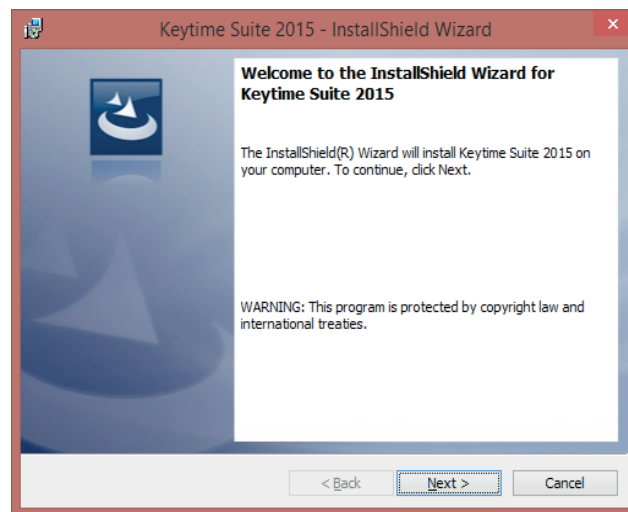 Keytime Suite 2015 - InstallShield Wizard
Welcome to the InstallShield Wizard for
Keytime Suite 2015
The InstallShield(R) Wizard will install Keytime Suite 2015 on
your computer. To continue, click Next.
WARNING: This program is protected by copyright law and
international treaties.
< Back
Next >
Cancel